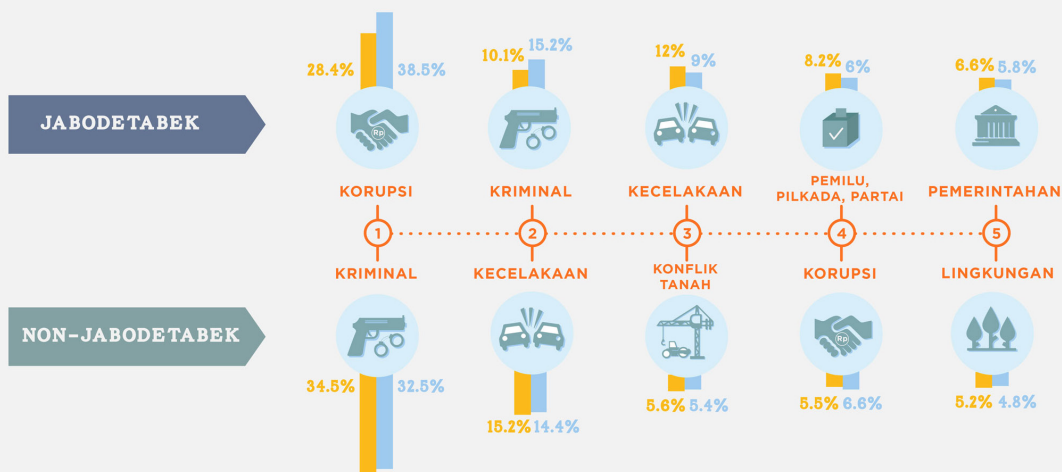 28.4% 38.5%
10.1% 15.2%
12% 9%
8.2% 6%
6.6% 5.8%
JABODETABEK
Rp
KORUPSI
KRIMINAL
KECELAKAAN
PEMILU,
PILKADA, PARTAI
PEMERINTAHAN
1 2 3 4 5
KRIMINAL
KECELAKAAN
KONFLIK
TANAH
KORUPSI
LINGKUNGAN
NON-JABODETABEK
Rp
34.5% 32.5%
15.2% 14.4%
5.6% 5.4%
5.5% 6.6%
5.2% 4.8%